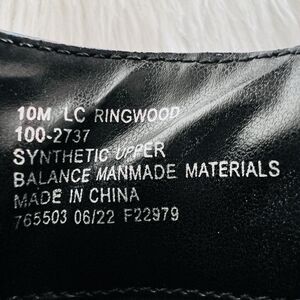 10M LC RINGWOOD
100-2737
SYNTHETIC UPPER
BALANCE MANMADE MATERIALS
MADE IN CHINA
765503 06/22 F22979